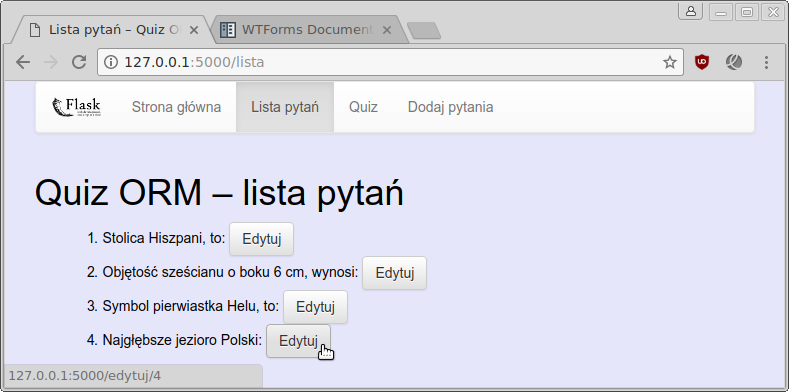 Lista pytań – Quiz O
WTForms Document
127.0.0.1:5000/lista
Flask
Strona główna
Lista pytań
Quiz
Dodaj pytania
Quiz ORM – lista pytań
1. Stolica Hiszpani, to: Edytuj
2. Objętość sześcianu o boku 6 cm, wynosi: Edytuj
3. Symbol pierwiastka Helu, to: Edytuj
4. Najgłębsze jezioro Polski: Edytuj
127.0.0.1:5000/edytuj/4